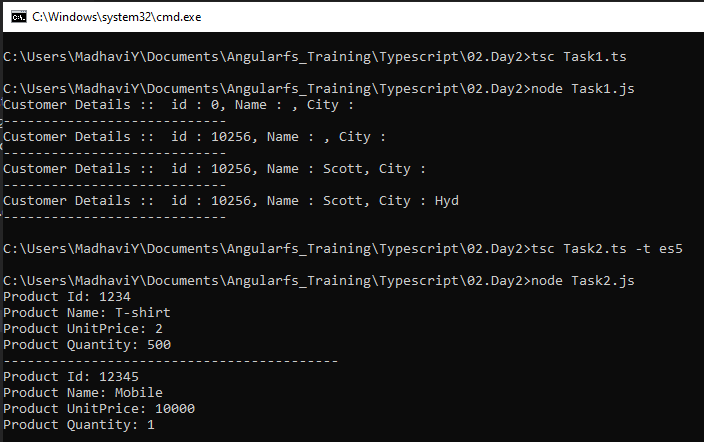 C:\Windows\system32\cmd.exe
C:\Users\MadhaviY\Documents\Angularfs_Training\Typescript\02.Day2>tsc Task1.ts
C:\Users\MadhaviY\Documents\Angularfs_Training\Typescript\02.Day2>node Task1.js
Customer Details ::  id : 0, Name : , City :
----------------------------
Customer Details ::  id : 10256, Name : , City :
----------------------------
Customer Details ::  id : 10256, Name : Scott, City :
----------------------------
Customer Details ::  id : 10256, Name : Scott, City : Hyd
----------------------------
C:\Users\MadhaviY\Documents\Angularfs_Training\Typescript\02.Day2>tsc Task2.ts -t es5
C:\Users\MadhaviY\Documents\Angularfs_Training\Typescript\02.Day2>node Task2.js
Product Id: 1234
Product Name: T-shirt
Product UnitPrice: 2
Product Quantity: 500
------------------------------------------
Product Id: 12345
Product Name: Mobile
Product UnitPrice: 10000
Product Quantity: 1